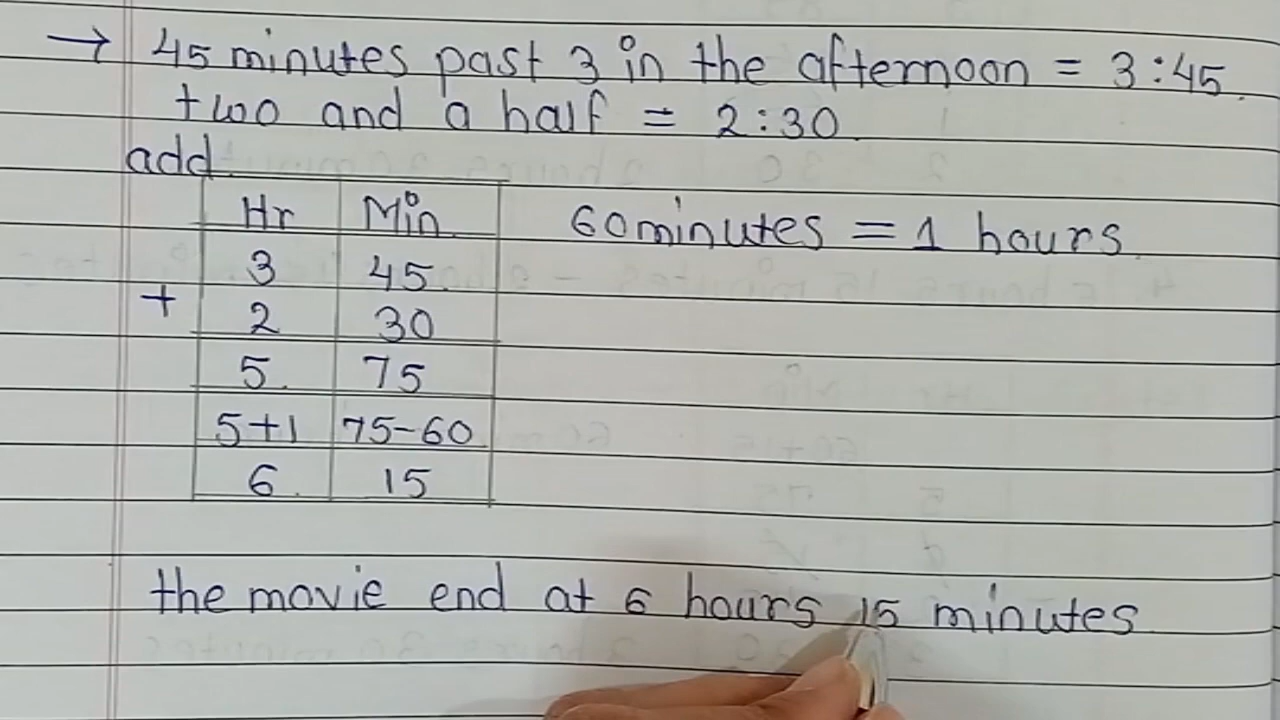 → 45 minutes past 3 in the afternoon = 3:45.
two and a half = 2:30.
add.
Hr Min.
60minutes = 1 hours.
3 45
+ 2 30
5. 75
5+1 75-60
6. 15
the movie end at 6 hours 15 minutes